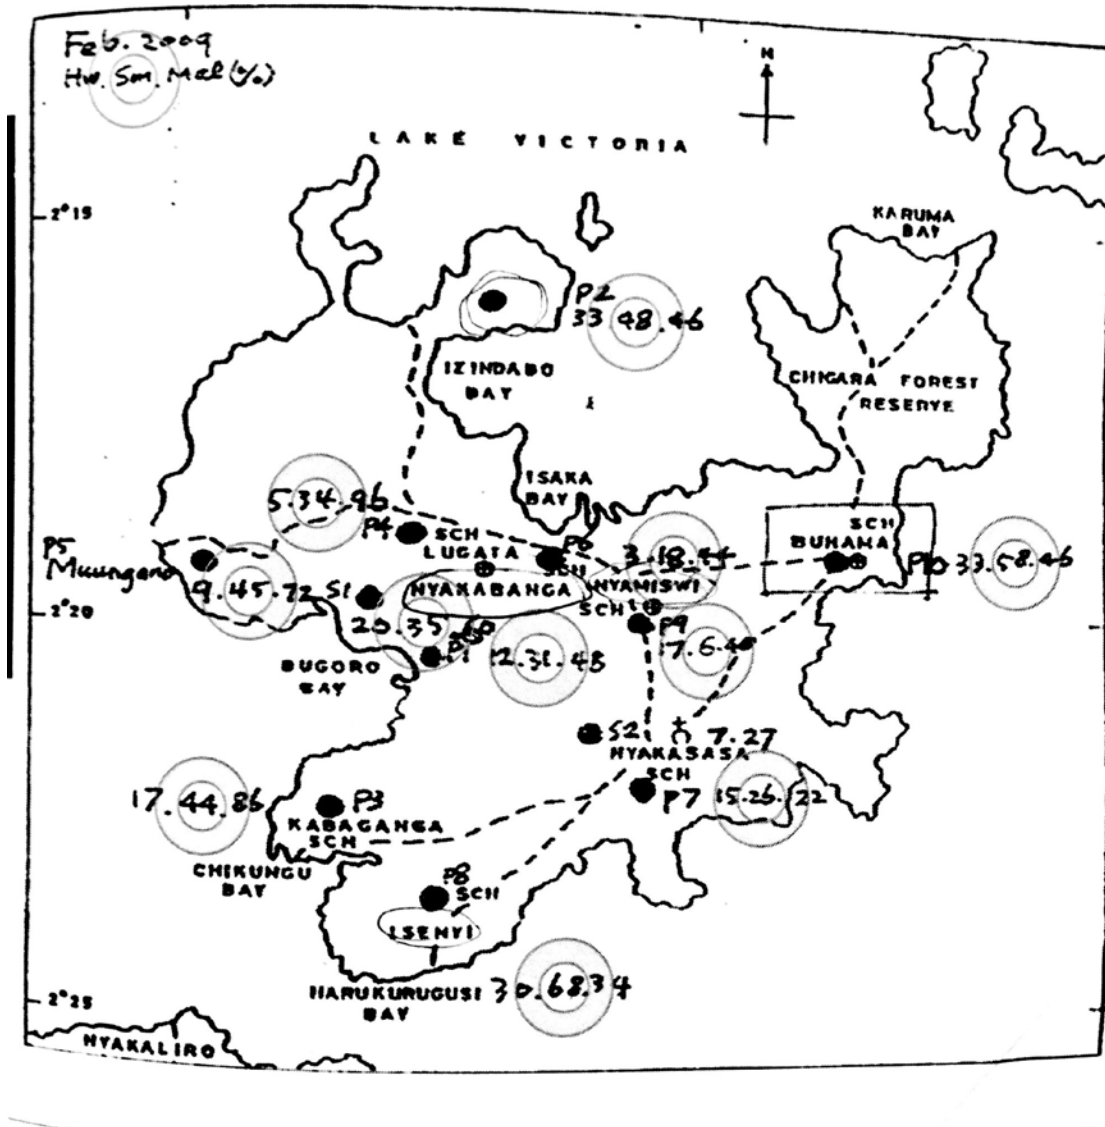 Feb. 2009
Hw. Sm. Mal (%)
N
LAKE VICTORIA
2°15
KARUMA
BAY
P2
33 48.46
IZINDABO
BAY
CHIGARA FOREST
RESERVE
ISAKA
BAY
5.34.96
P4
SCH
LUGATA
P6
SCH
3.18.44
SCH
BUHAMA
P10 33.58.46
P5
9.45.72
S1
NYAKABANGA
NYAMISWI
SCH
2°20
20.35
P9
17.6.48
12.31.48
BUGORO
BAY
S2
7.27
NYAKASASA
SCH
17.44.86
P3
P7 15.26.22
KABAGANGA
SCH
CHIKUNGU
BAY
P8
SCH
ISENYI
HARUKURUGUSI
BAY
30.68.34
2°25
NYAKALIRO